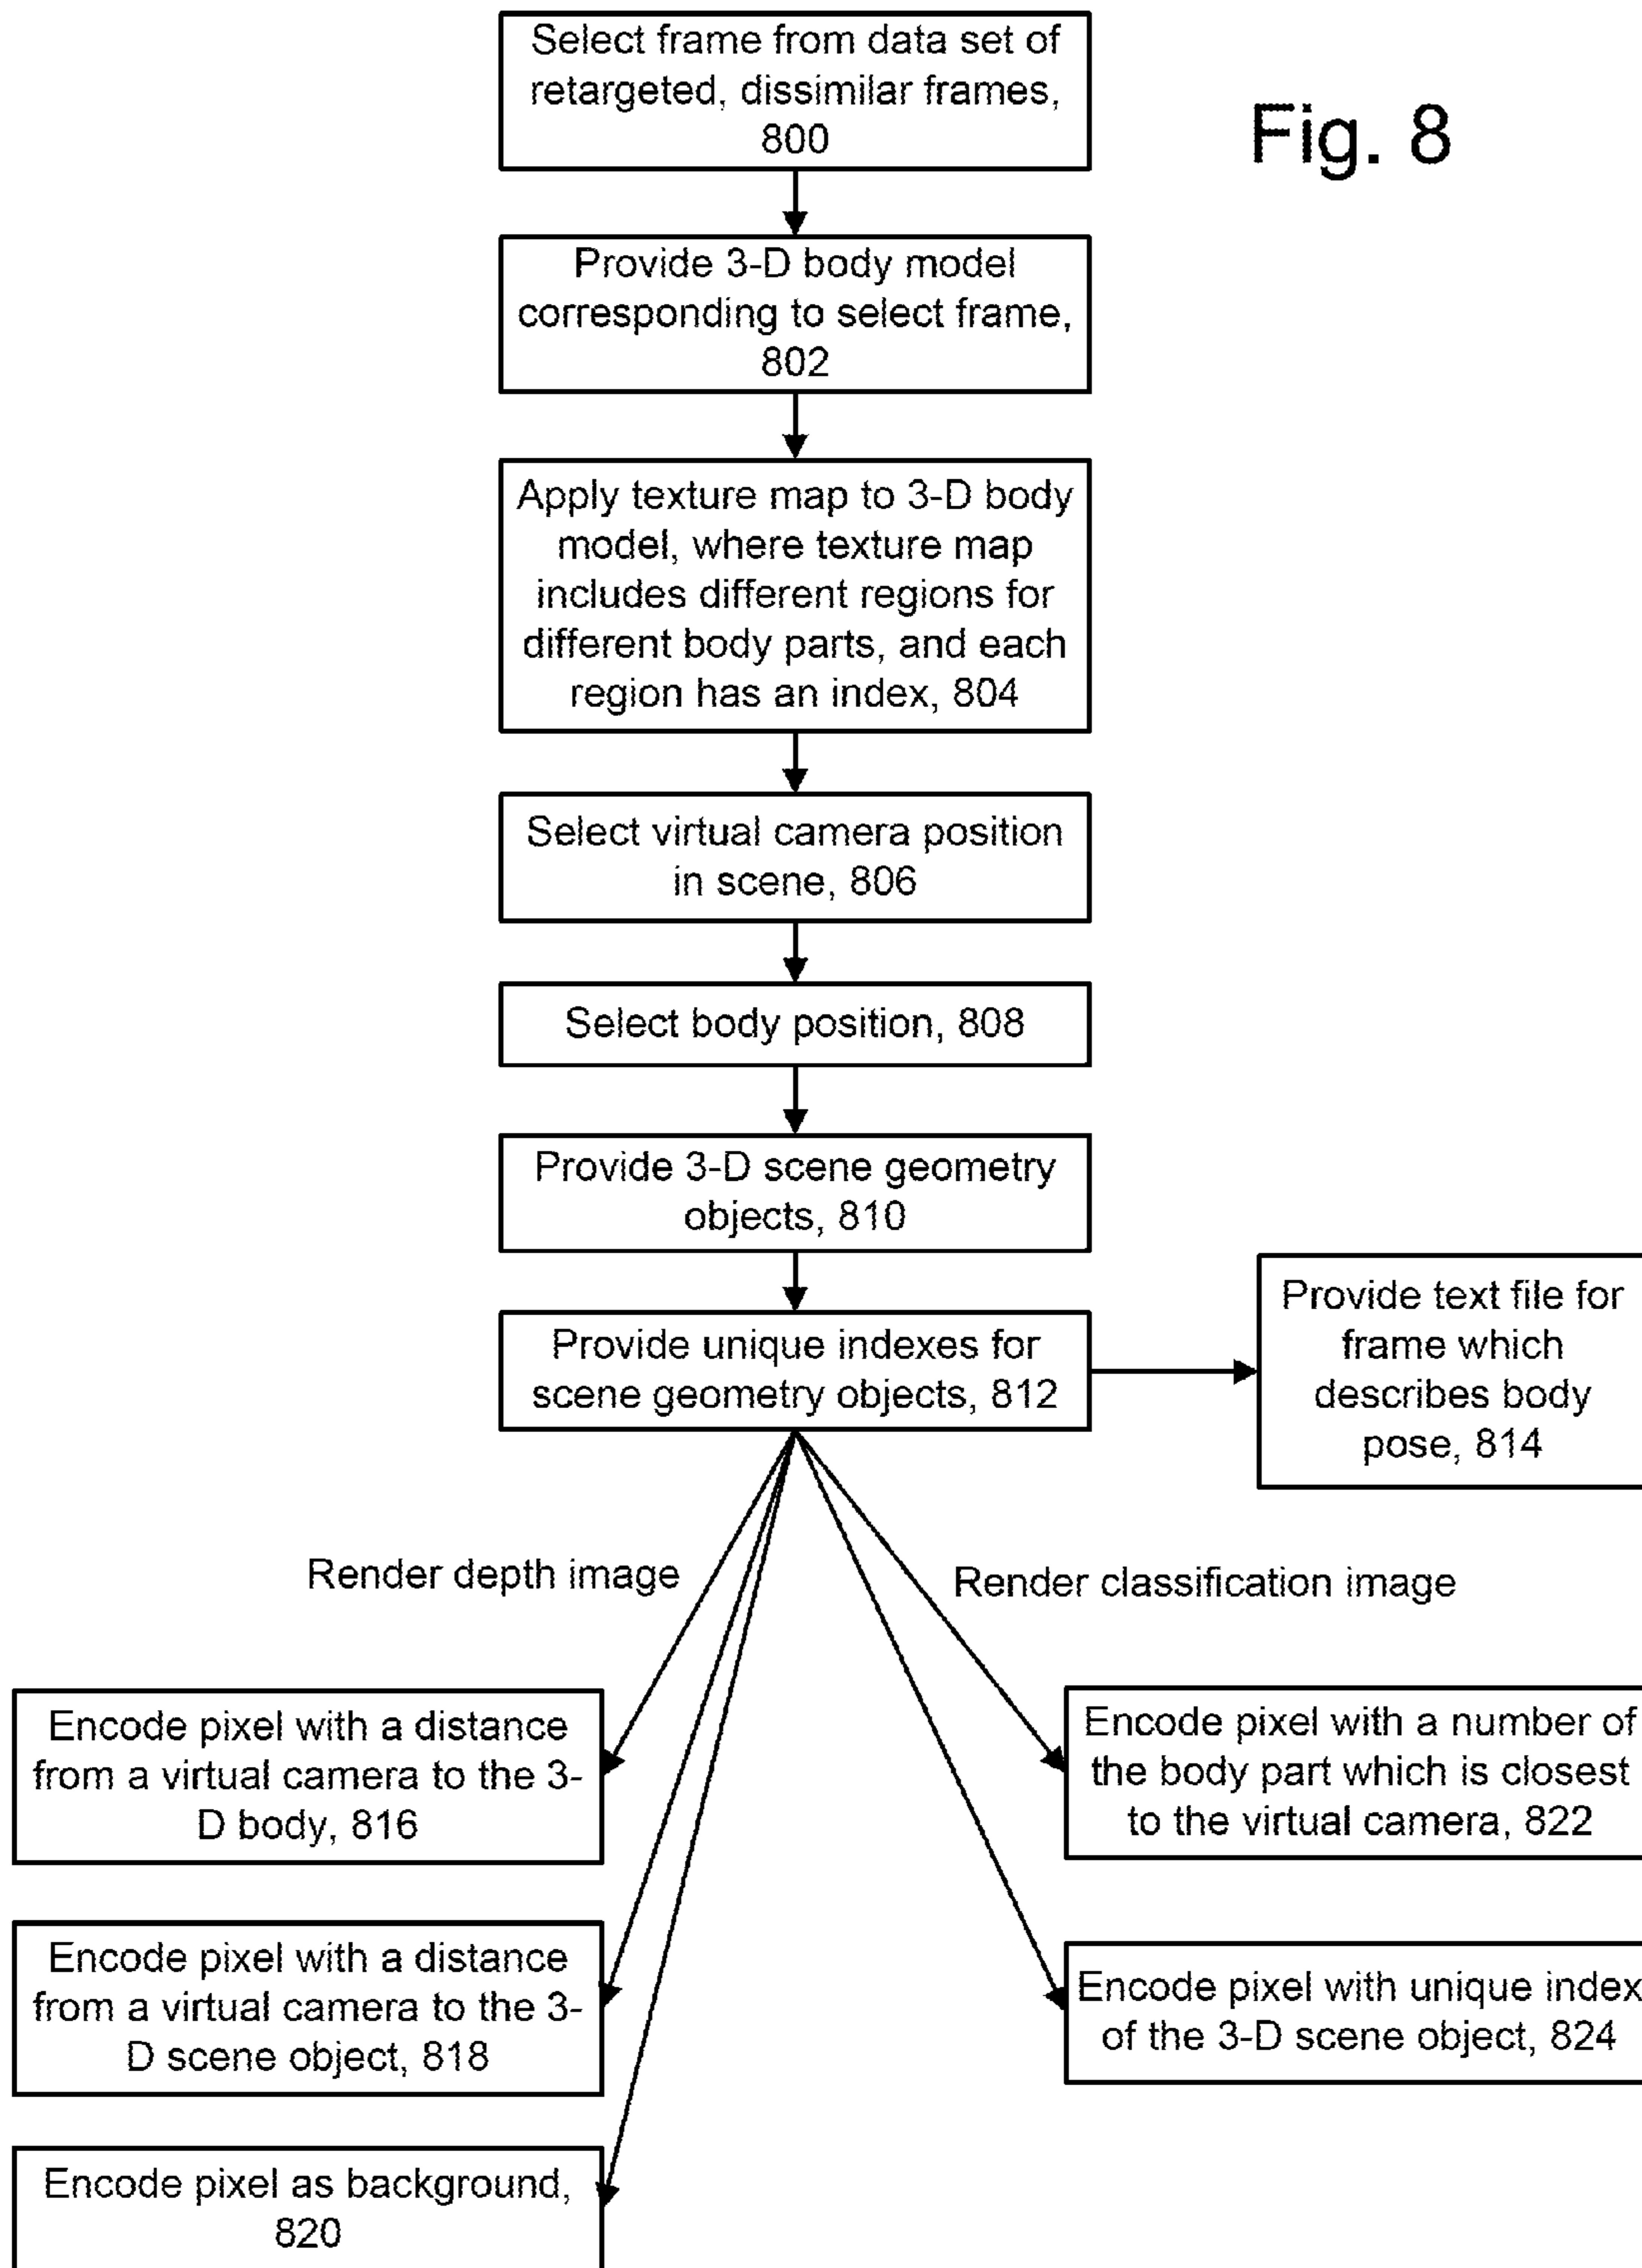 Select frame from data set of
retargeted, dissimilar frames,
800
Fig. 8
Provide 3-D body model
corresponding to select frame,
802
Apply texture map to 3-D body
model, where texture map
includes different regions for
different body parts, and each
region has an index, 804
Select virtual camera position
in scene, 806
Select body position, 808
Provide 3-D scene geometry
objects, 810
Provide unique indexes for
scene geometry objects, 812
Provide text file for
frame which
describes body
pose, 814
Render depth image
Render classification image
Encode pixel with a distance
from a virtual camera to the 3-
D body, 816
Encode pixel with a number of
the body part which is closest
to the virtual camera, 822
Encode pixel with a distance
from a virtual camera to the 3-
D scene object, 818
Encode pixel with unique index
of the 3-D scene object, 824
Encode pixel as background,
820